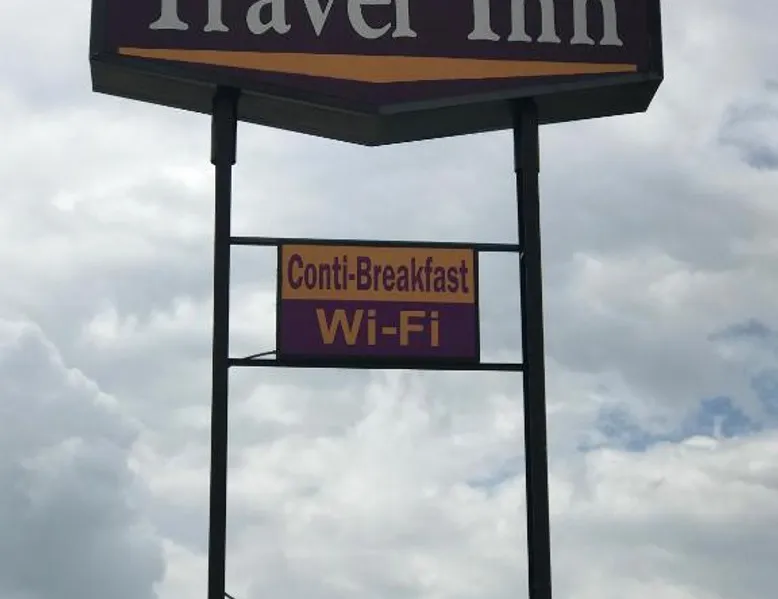 Travel Inn
Conti-Breakfast
Wi-Fi